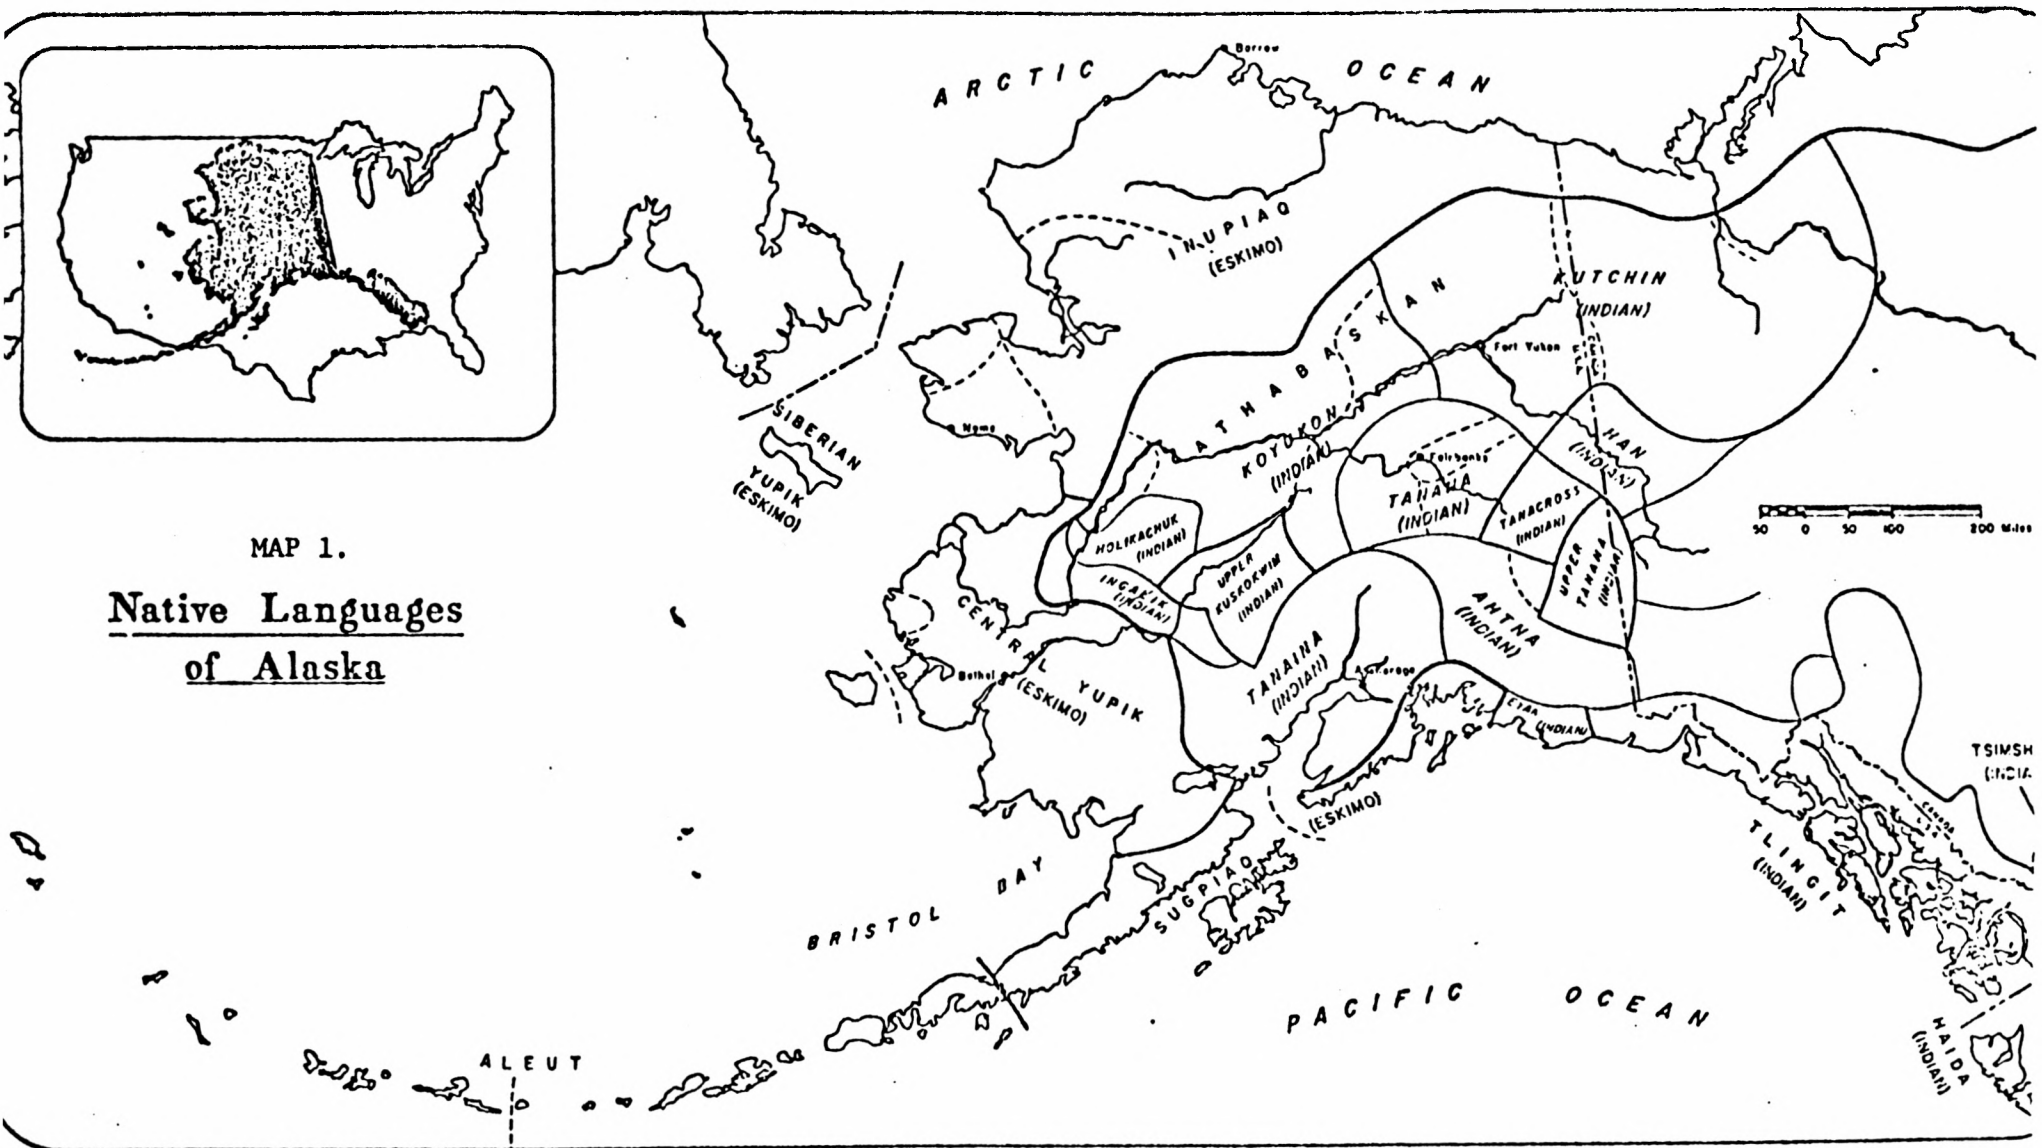 MAP 1.
Native Languages
of Alaska
ARCTIC OCEAN
Barrow
INUPIAQ
(ESKIMO)
KUTCHIN
(INDIAN)
ATHABASKAN
Fort Yukon
SIBERIAN
YUPIK
(ESKIMO)
Nome
KOYUKON
(INDIAN)
Fairbanks
TANANA
(INDIAN)
HAN
(INDIAN)
TANACROSS
(INDIAN)
UPPER
TANANA
(INDIAN)
HOLIKACHUK
(INDIAN)
INGALIK
(INDIAN)
UPPER
KUSKOKWIM
(INDIAN)
50 0 50 100 200 Miles
AHTNA
(INDIAN)
CENTRAL YUPIK
(ESKIMO)
Bethel
TANAINA
(INDIAN)
Anchorage
EYAK
(INDIAN)
TSIMSH
(INDIA
CANADA
(ESKIMO)
SUGPIAQ
TLINGIT
(INDIAN)
BRISTOL BAY
PACIFIC OCEAN
HAIDA
(INDIAN)
ALEUT